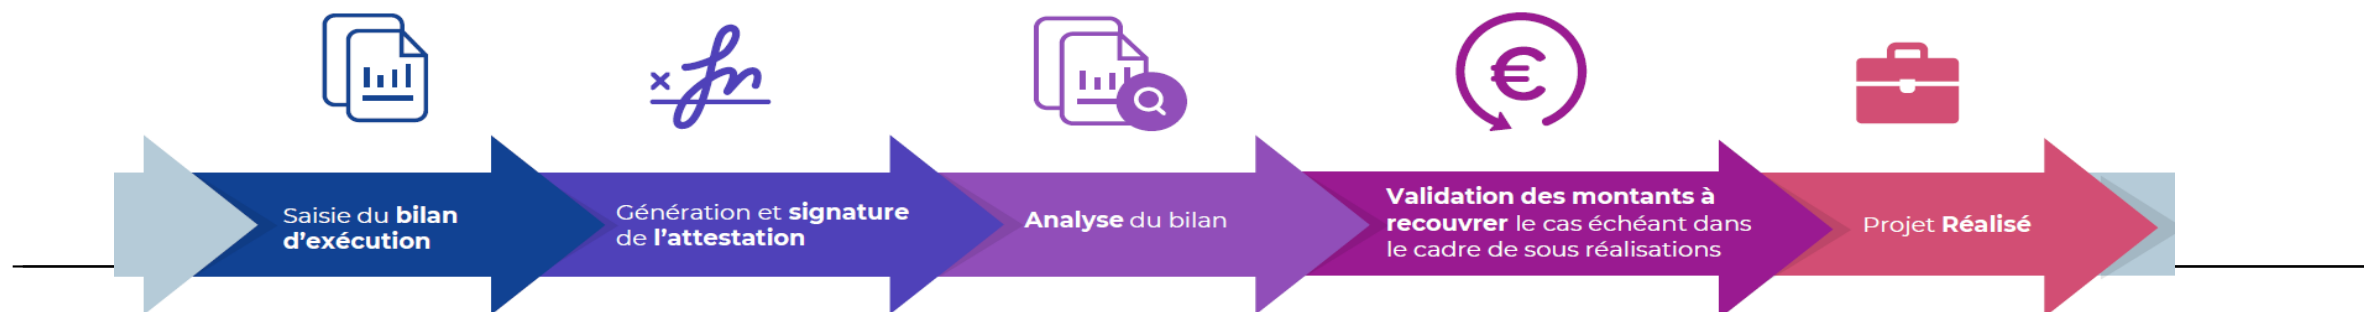 Saisie du bilan
d'exécution
Génération et signature
de l'attestation
Analyse du bilan
Validation des montants à
recouvrer le cas échéant dans
le cadre de sous réalisations
Projet Réalisé